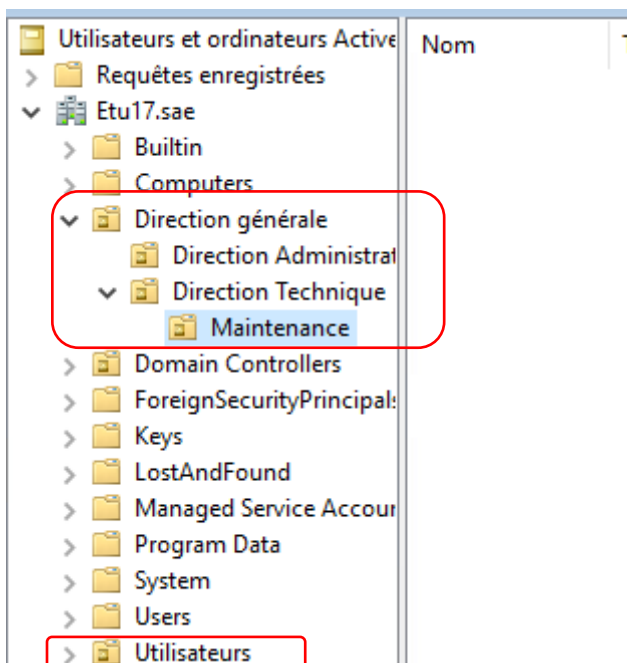 Utilisateurs et ordinateurs Active
Nom
Requêtes enregistrées
Etu17.sae
Builtin
Computers
Direction générale
Direction Administrat
Direction Technique
Maintenance
Domain Controllers
ForeignSecurityPrincipal
Keys
LostAndFound
Managed Service Accour
Program Data
System
Users
Utilisateurs